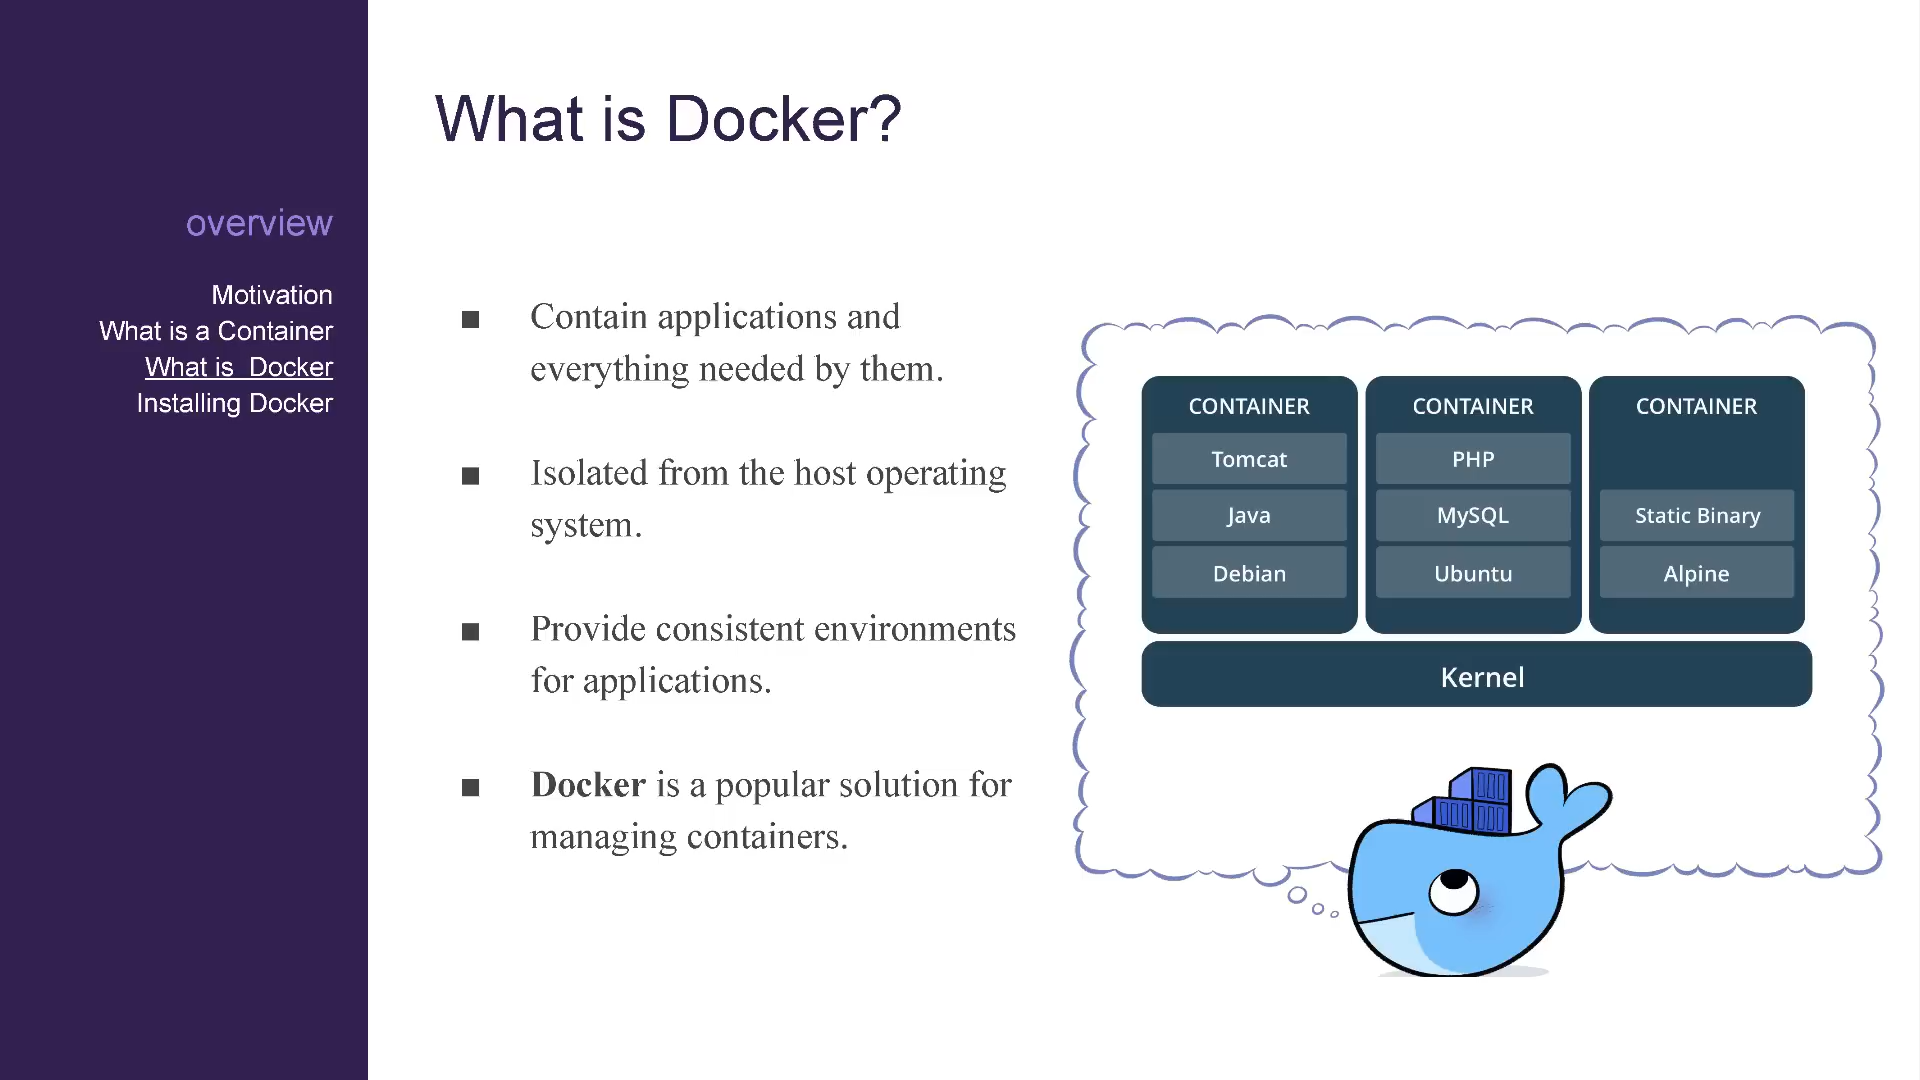 What is Docker?
overview
Motivation
What is a Container
What is  Docker
Installing Docker
■ Contain applications and
everything needed by them.
■ Isolated from the host operating
system.
■ Provide consistent environments
for applications.
■ Docker is a popular solution for
managing containers.
CONTAINER
Tomcat
Java
Debian
CONTAINER
PHP
MySQL
Ubuntu
CONTAINER
Static Binary
Alpine
Kernel